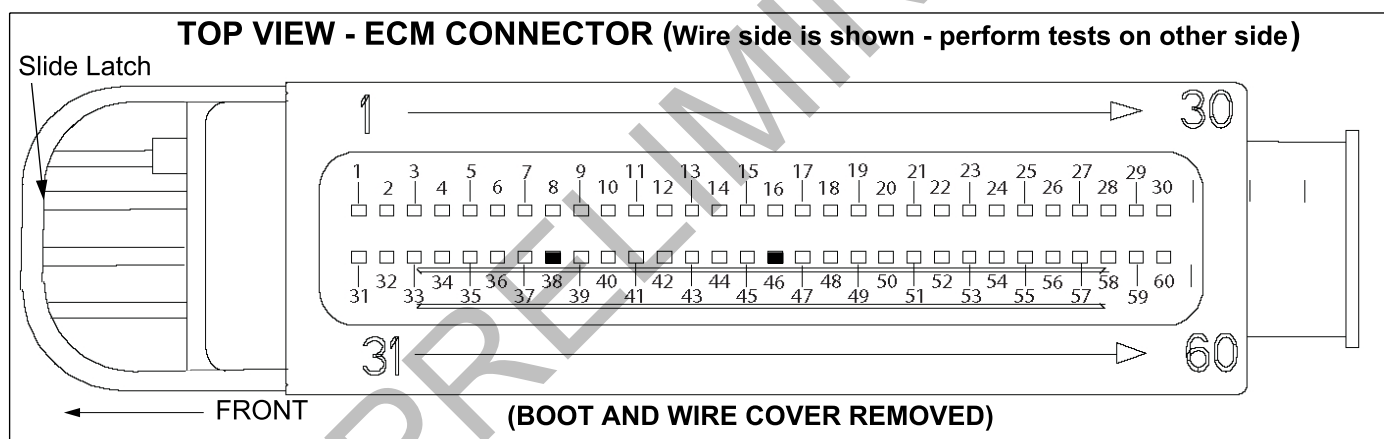 TOP VIEW - ECM CONNECTOR (Wire side is shown - perform tests on other side)
Slide Latch
1 30
1 2 3 4 5 6 7 8 9 10 11 12 13 14 15 16 17 18 19 20 21 22 23 24 25 26 27 28 29 30
31 32 33 34 35 36 37 38 39 40 41 42 43 44 45 46 47 48 49 50 51 52 53 54 55 56 57 58 59 60
31 60
FRONT
(BOOT AND WIRE COVER REMOVED)